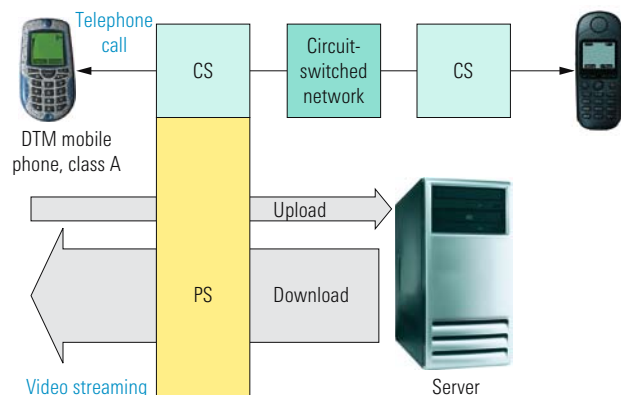 Telephone
call
CS
Circuit-
switched
network
CS
DTM mobile
phone, class A
Upload
PS
Download
Video streaming
Server